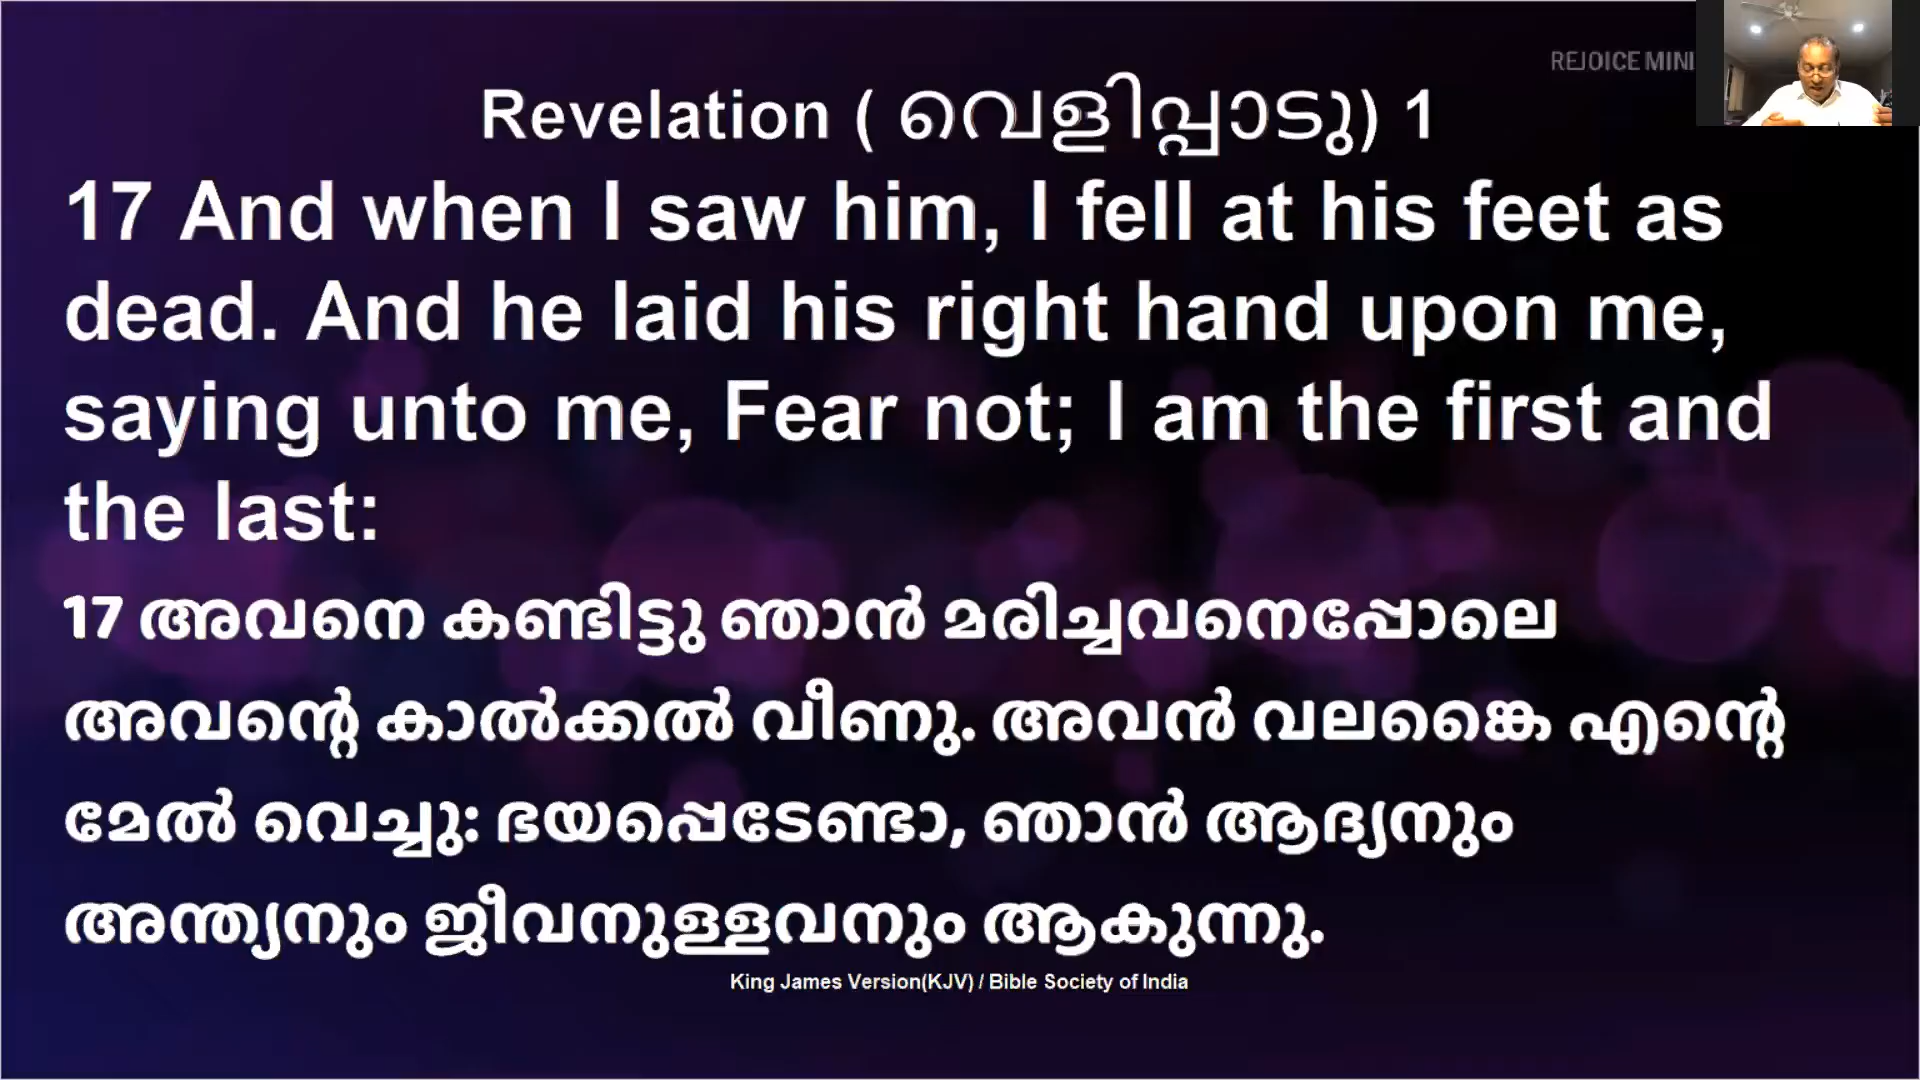 REJOICE MINI
Revelation ( വെളിപ്പാടു) 1
17 And when I saw him, I fell at his feet as
dead. And he laid his right hand upon me,
saying unto me, Fear not; I am the first and
the last:
17 അവനെ കണ്ടിട്ടു ഞാൻ മരിച്ചവനെപ്പോലെ
അവന്റെ കാൽക്കൽ വീണു. അവൻ വലങ്കൈ എന്റെ
മേൽ വെച്ചു: ഭയപ്പെടേണ്ടാ, ഞാൻ ആദ്യനും
അന്ത്യനും ജീവനുള്ളവനും ആകുന്നു.
King James Version(KJV) / Bible Society of India